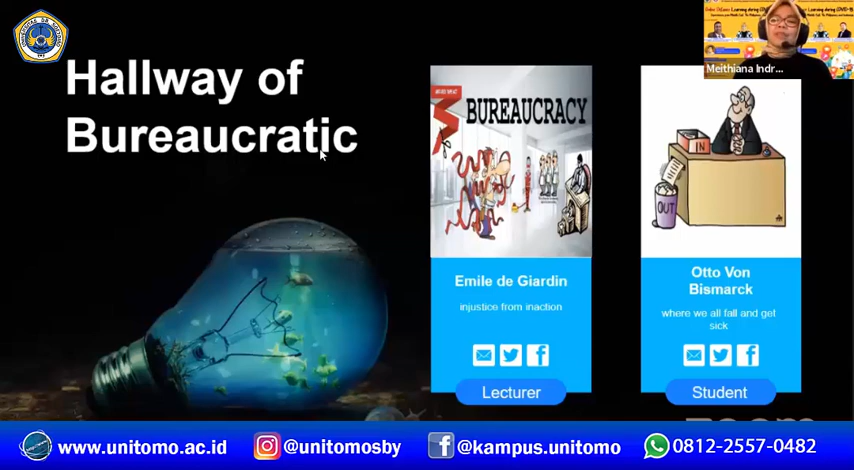 Hallway of
Bureaucratic
Meithiana Indr...
BUREAUCRACY
IN
OUT
Emile de Giardin
injustice from inaction
Otto Von
Bismarck
where we all fall and get
sick
Lecturer
Student
zoom
www.unitomo.ac.id
@unitomosby
@kampus.unitomo
0812-2557-0482